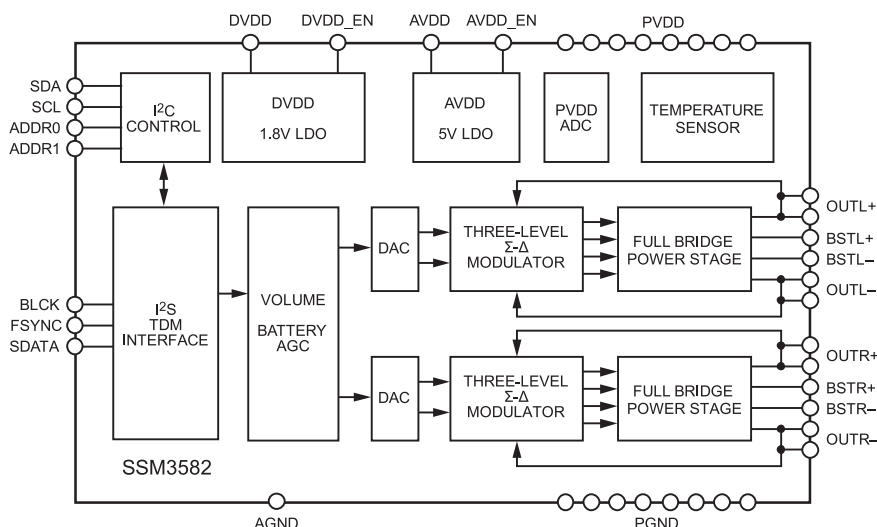 DVDD DVDD_EN AVDD AVDD_EN PVDD
SDA
SCL
ADDR0
ADDR1
I2C
CONTROL
DVDD
1.8V LDO
AVDD
5V LDO
PVDD
ADC
TEMPERATURE
SENSOR
BLCK
FSYNC
SDATA
I2S
TDM
INTERFACE
VOLUME
BATTERY
AGC
DAC
THREE-LEVEL
Σ-Δ
MODULATOR
FULL BRIDGE
POWER STAGE
OUTL+
BSTL+
BSTL–
OUTL–
DAC
THREE-LEVEL
Σ-Δ
MODULATOR
FULL BRIDGE
POWER STAGE
OUTR+
BSTR+
BSTR–
OUTR–
SSM3582
AGND PGND